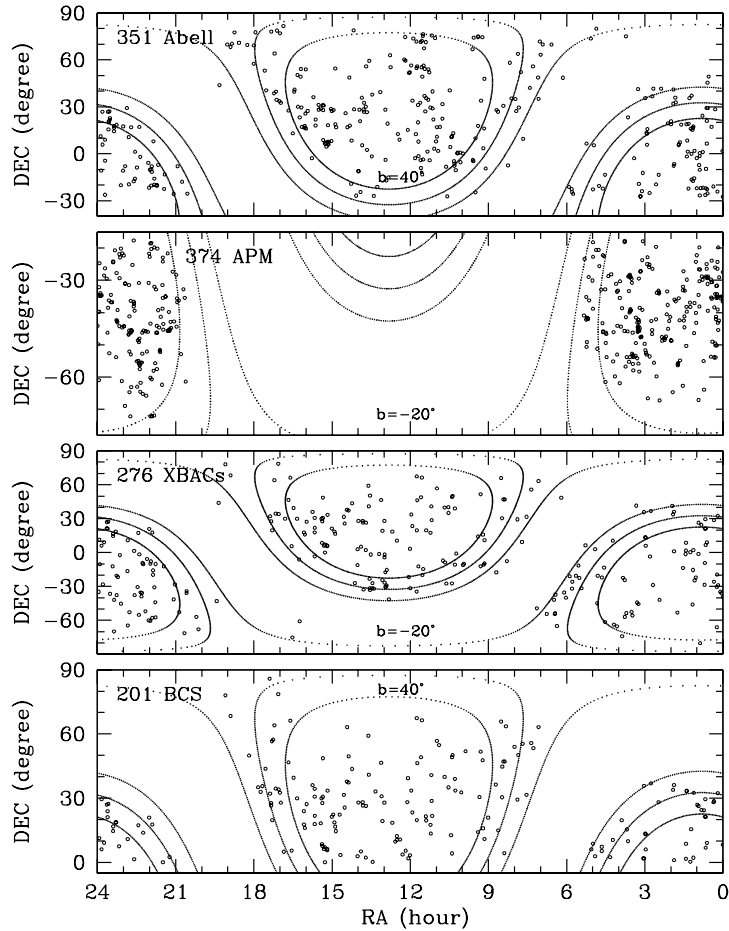 90
351 Abell
60
30
0
b=40°
−30
DEC (degree)
374 APM
−30
−60
b=−20°
DEC (degree)
90
276 XBACs
60
30
0
−30
−60
b=−20°
DEC (degree)
90
201 BCS
b=40°
60
30
0
DEC (degree)
24 21 18 15 12 9 6 3 0
RA (hour)